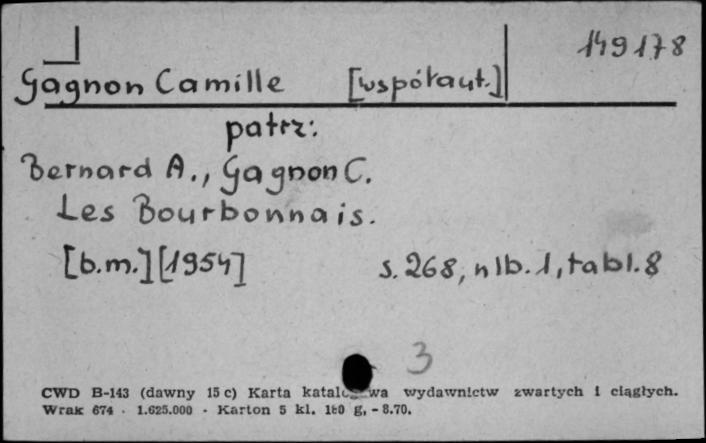 149178
Gagnon Camille [współaut.]
patrz:
Bernard A., Gagnon C.
Les Bourbonnais.
[b.m.] [1954] s. 268, nlb. 1, tabl. 8
3
CWD B-143 (dawny 15 c) Karta wydawnictw zwartych i ciągłych.
Wrak 674 · 1.625.000 · Karton 5 kl. 180 g, - 8.70.